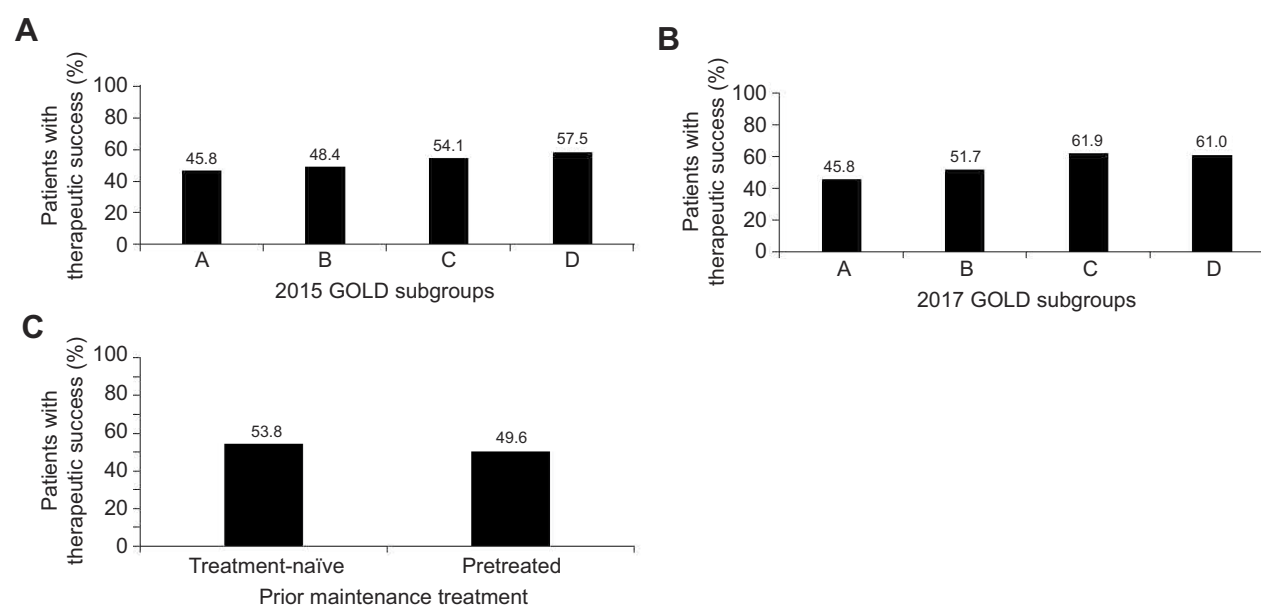 A
Patients with
therapeutic success (%)
100
80
60
40
20
0
45.8
48.4
54.1
57.5
A
B
C
D
2015 GOLD subgroups
B
Patients with
therapeutic success (%)
100
80
60
40
20
0
45.8
51.7
61.9
61.0
A
B
C
D
2017 GOLD subgroups
C
Patients with
therapeutic success (%)
100
80
60
40
20
0
53.8
49.6
Treatment-naïve
Pretreated
Prior maintenance treatment